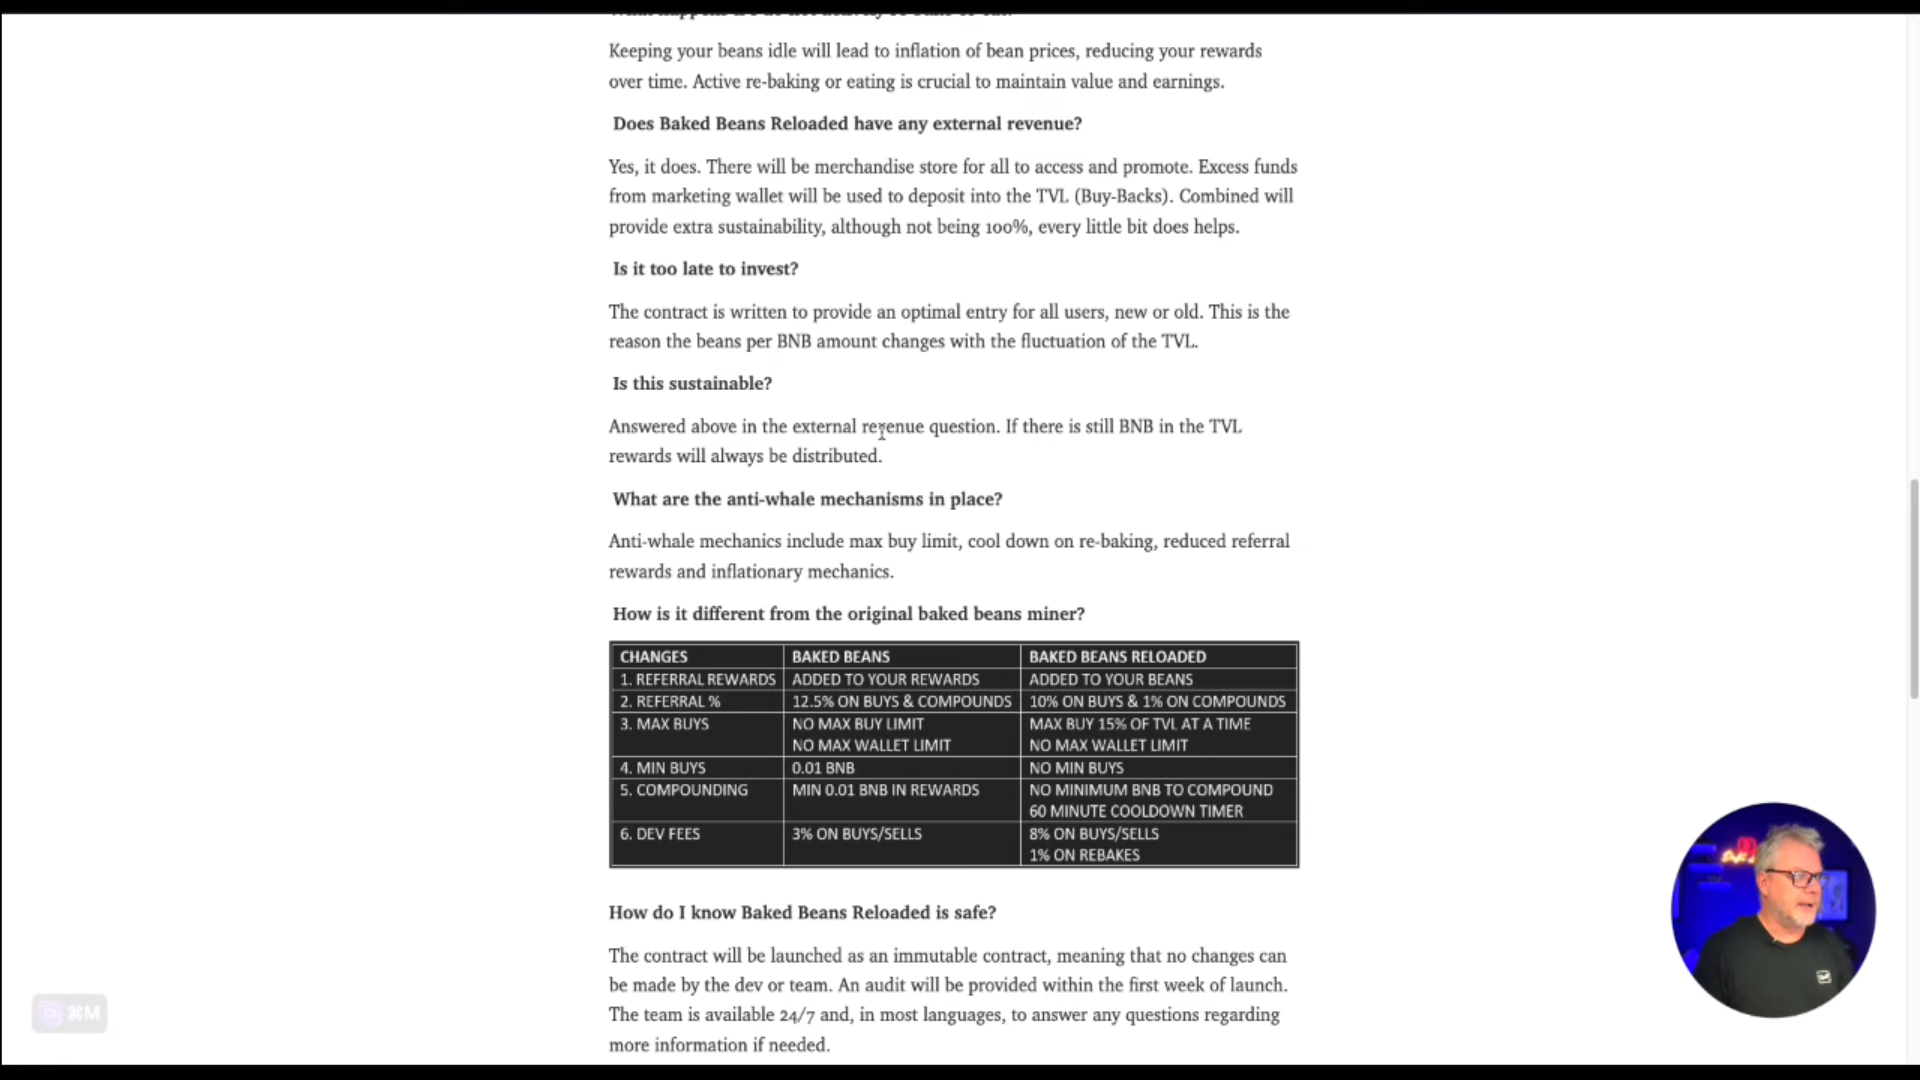 Keeping your beans idle will lead to inflation of bean prices, reducing your rewards
over time. Active re-baking or eating is crucial to maintain value and earnings.
Does Baked Beans Reloaded have any external revenue?
Yes, it does. There will be merchandise store for all to access and promote. Excess funds
from marketing wallet will be used to deposit into the TVL (Buy-Backs). Combined will
provide extra sustainability, although not being 100%, every little bit does helps.
Is it too late to invest?
The contract is written to provide an optimal entry for all users, new or old. This is the
reason the beans per BNB amount changes with the fluctuation of the TVL.
Is this sustainable?
Answered above in the external revenue question. If there is still BNB in the TVL
rewards will always be distributed.
What are the anti-whale mechanisms in place?
Anti-whale mechanics include max buy limit, cool down on re-baking, reduced referral
rewards and inflationary mechanics.
How is it different from the original baked beans miner?
CHANGES BAKED BEANS BAKED BEANS RELOADED
1. REFERRAL REWARDS ADDED TO YOUR REWARDS ADDED TO YOUR BEANS
2. REFERRAL % 12.5% ON BUYS & COMPOUNDS 10% ON BUYS & 1% ON COMPOUNDS
3. MAX BUYS NO MAX BUY LIMIT MAX BUY 15% OF TVL AT A TIME
NO MAX WALLET LIMIT NO MAX WALLET LIMIT
4. MIN BUYS 0.01 BNB NO MIN BUYS
5. COMPOUNDING MIN 0.01 BNB IN REWARDS NO MINIMUM BNB TO COMPOUND
60 MINUTE COOLDOWN TIMER
6. DEV FEES 3% ON BUYS/SELLS 8% ON BUYS/SELLS
1% ON REBAKES
How do I know Baked Beans Reloaded is safe?
The contract will be launched as an immutable contract, meaning that no changes can
be made by the dev or team. An audit will be provided within the first week of launch.
The team is available 24/7 and, in most languages, to answer any questions regarding
more information if needed.
⌘M